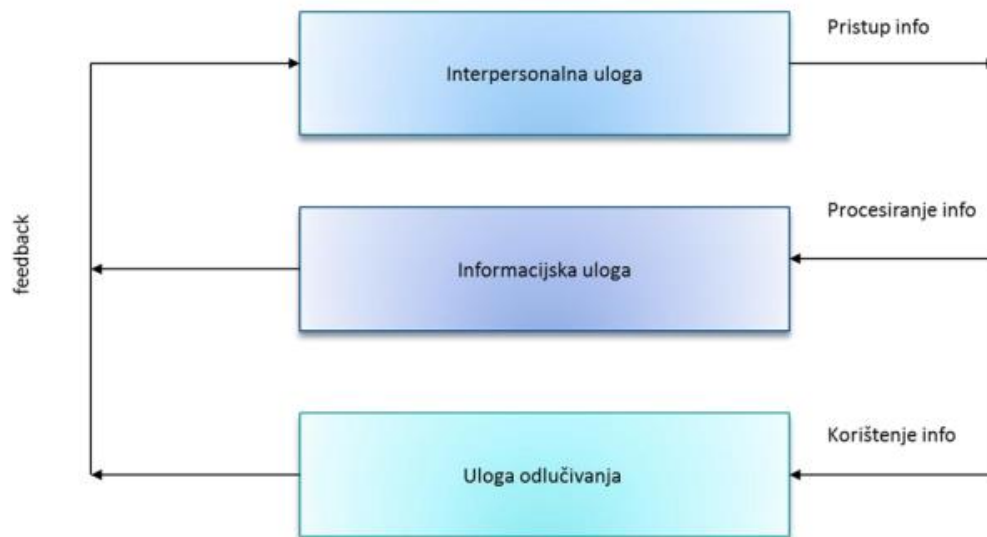 Pristup info
Interpersonalna uloga
Procesiranje info
feedback
Informacijska uloga
Korištenje info
Uloga odlučivanja